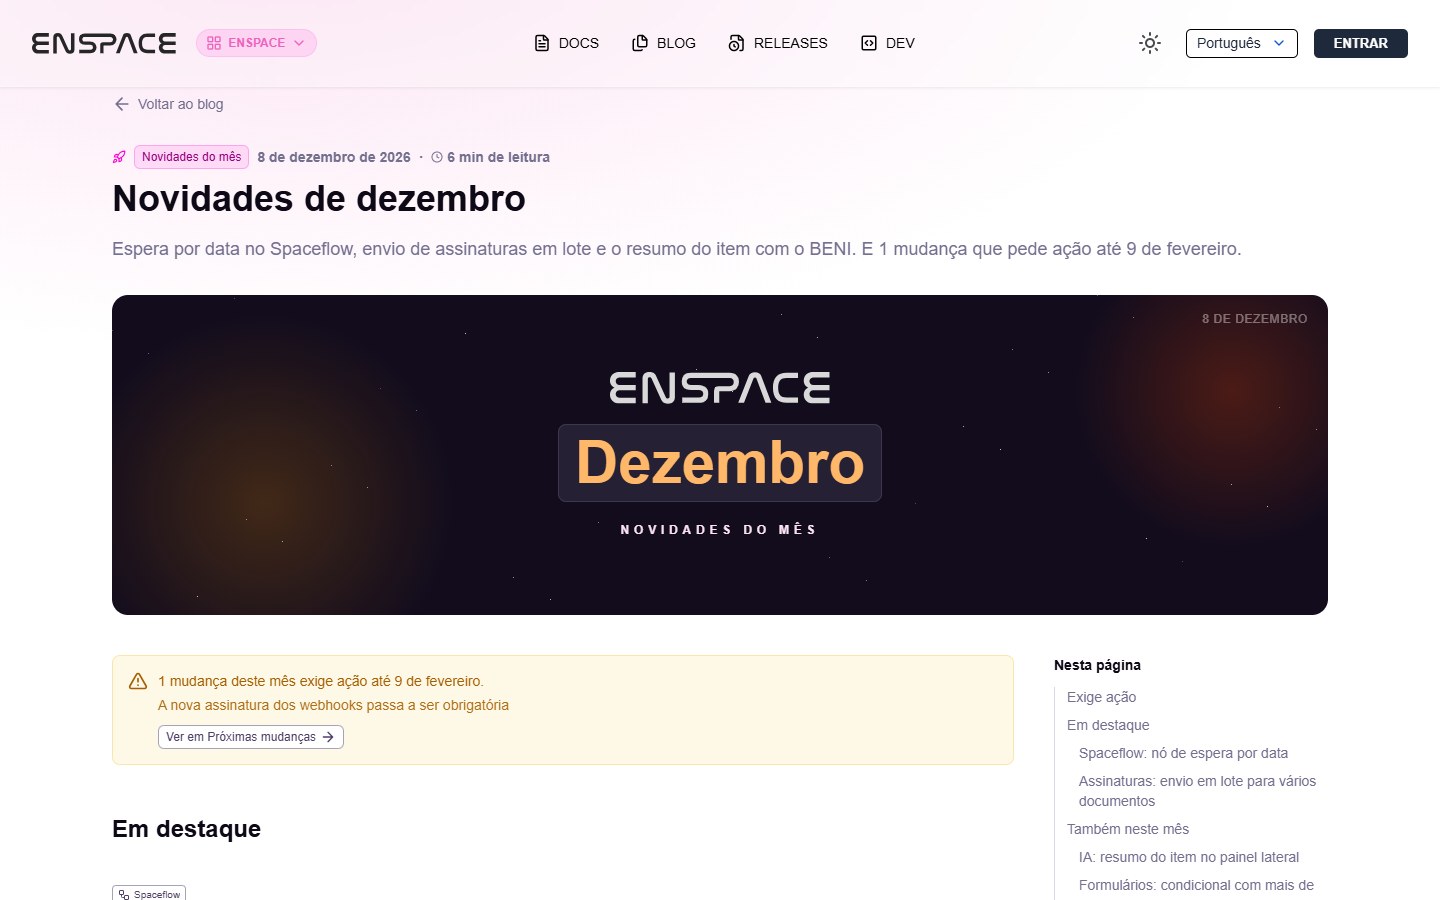 ENSPACE
ENSPACE
DOCS
BLOG
RELEASES
DEV
Português
ENTRAR
Voltar ao blog
Novidades do mês
8 de dezembro de 2026 · 6 min de leitura
Novidades de dezembro
Espera por data no Spaceflow, envio de assinaturas em lote e o resumo do item com o BENI. E 1 mudança que pede ação até 9 de fevereiro.
8 DE DEZEMBRO
ENSPACE
Dezembro
NOVIDADES DO MÊS
1 mudança deste mês exige ação até 9 de fevereiro.
A nova assinatura dos webhooks passa a ser obrigatória
Ver em Próximas mudanças
Em destaque
Spaceflow
Nesta página
Exige ação
Em destaque
Spaceflow: nó de espera por data
Assinaturas: envio em lote para vários
documentos
Também neste mês
IA: resumo do item no painel lateral
Formulários: condicional com mais de